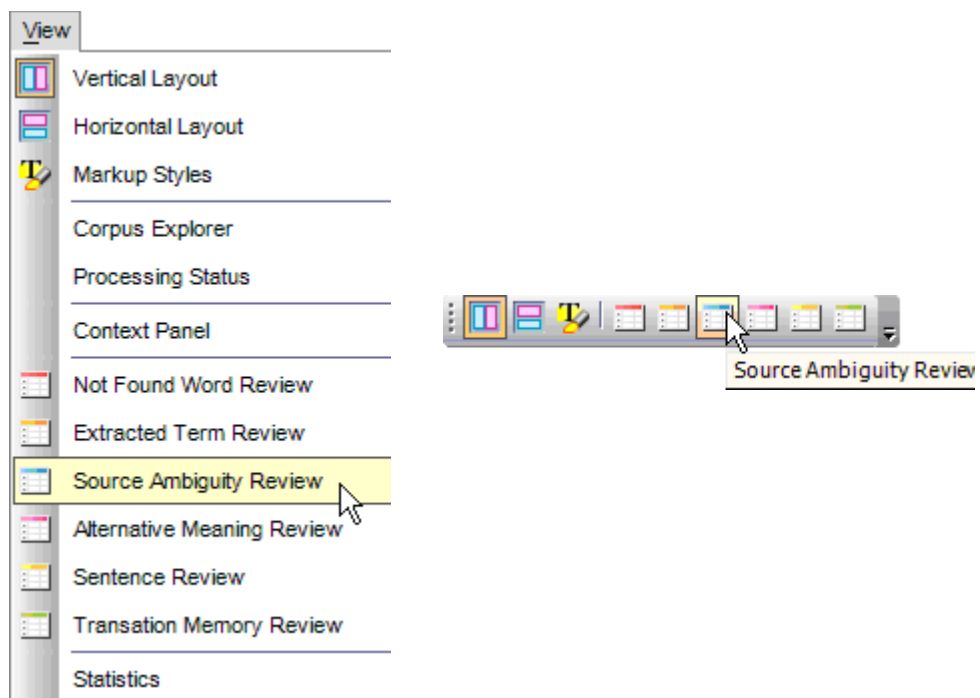 View
Vertical Layout
Horizontal Layout
Markup Styles
Corpus Explorer
Processing Status
Context Panel
Not Found Word Review
Extracted Term Review
Source Ambiguity Review
Alternative Meaning Review
Sentence Review
Transation Memory Review
Statistics
Source Ambiguity Review